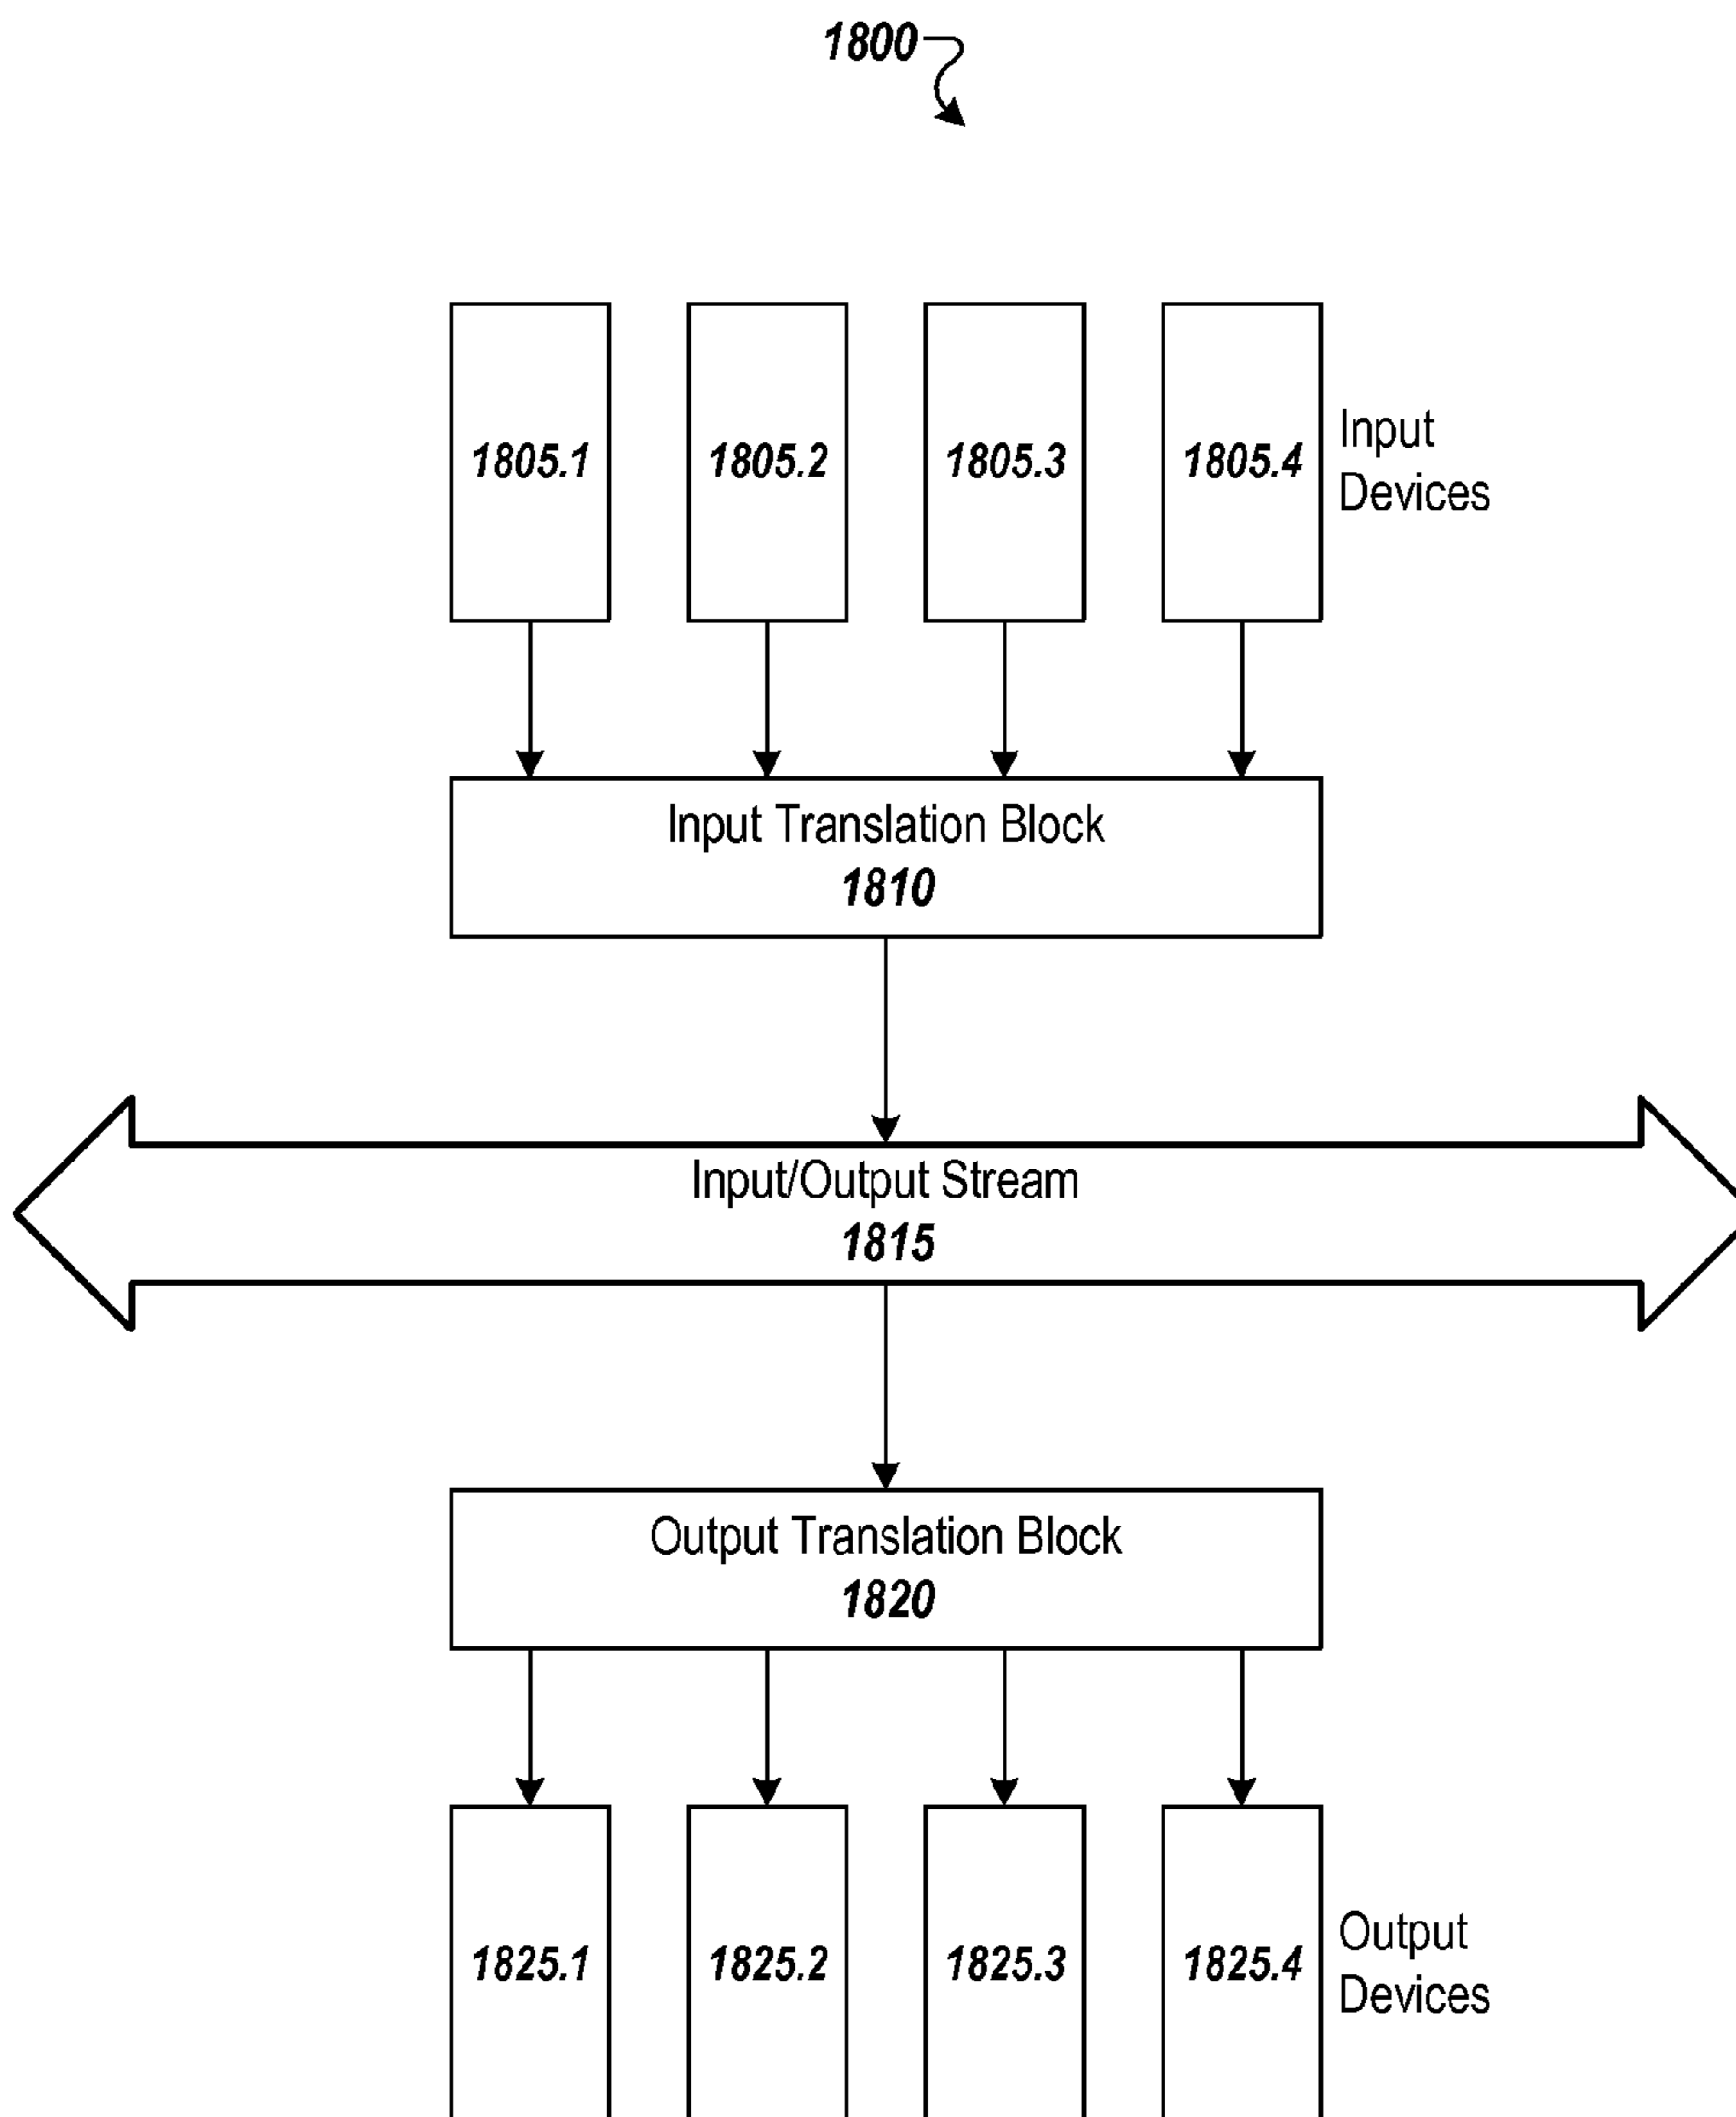 1800
1805.1 1805.2 1805.3 1805.4
Input
Devices
Input Translation Block
1810
Input/Output Stream
1815
Output Translation Block
1820
1825.1 1825.2 1825.3 1825.4
Output
Devices